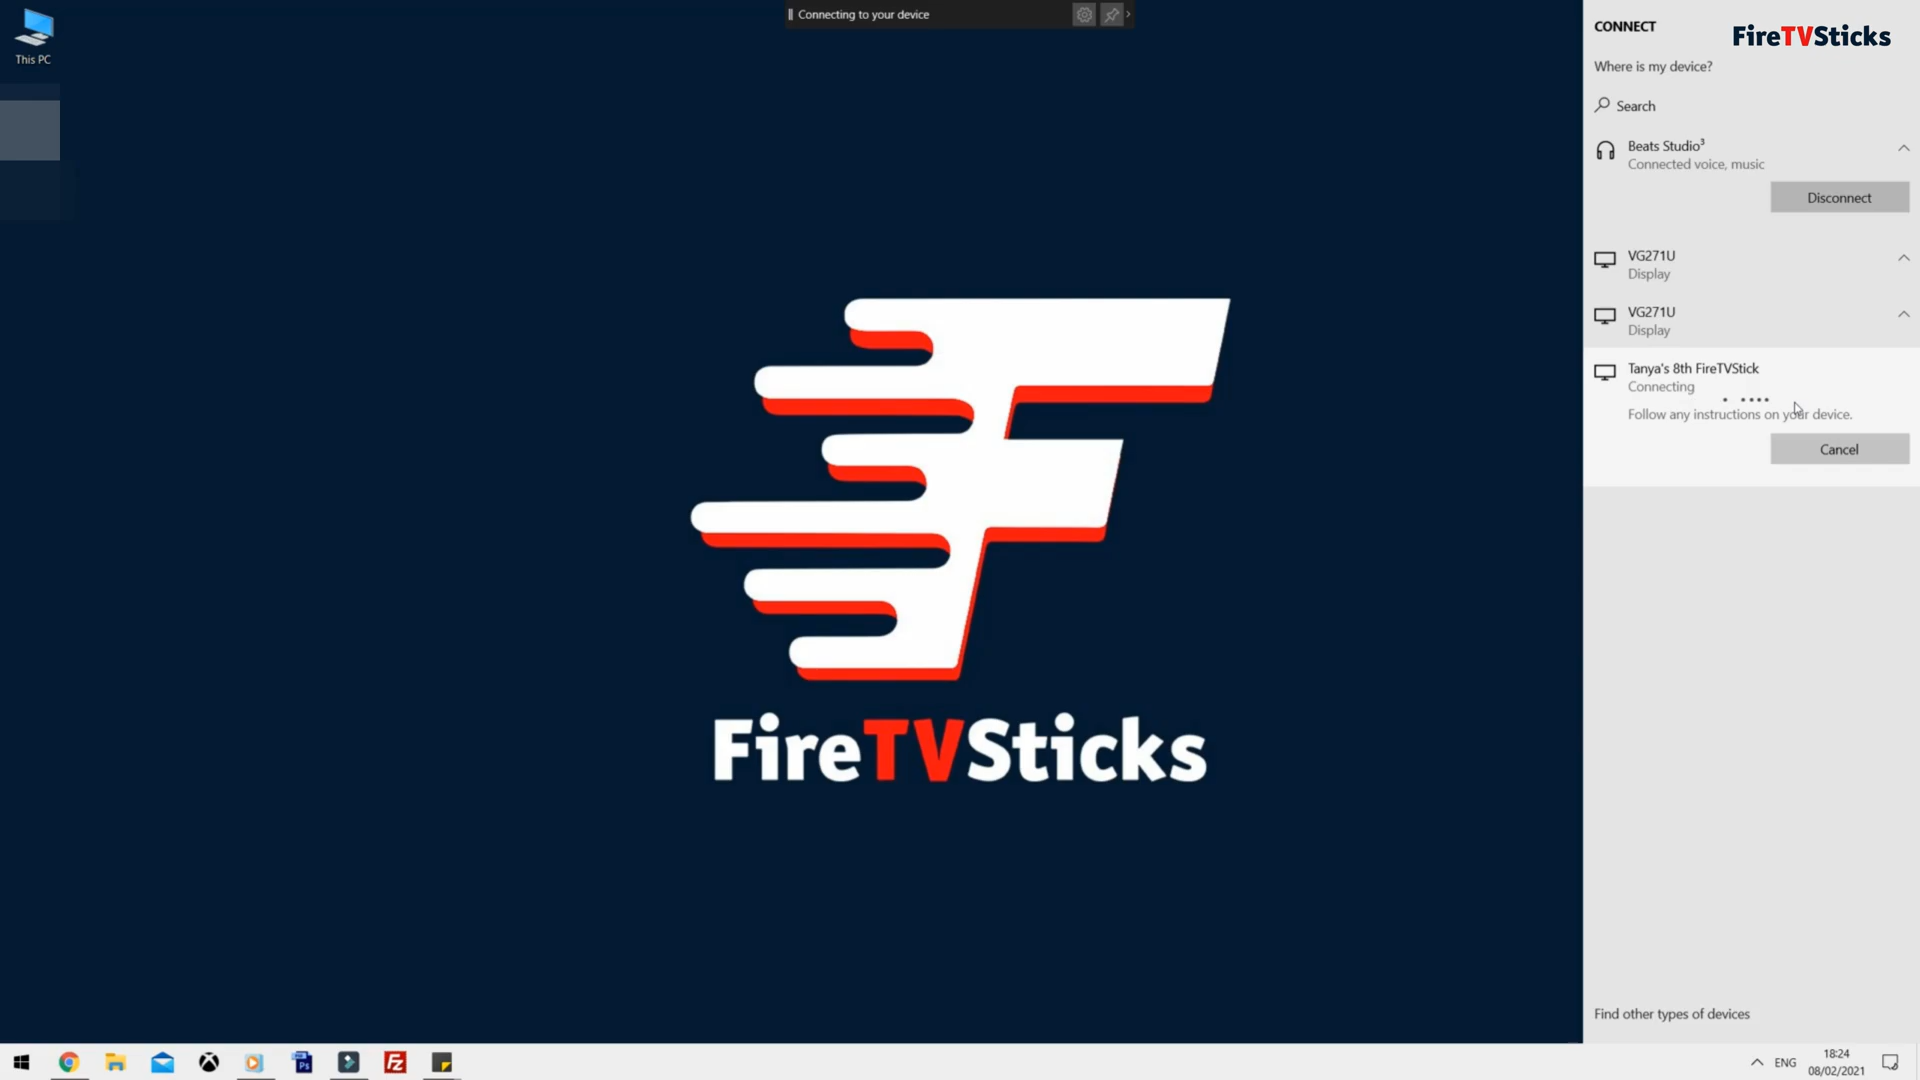 This PC
Connecting to your device
CONNECT
FireTVSticks
Where is my device?
Search
Beats Studio³
Connected voice, music
Disconnect
VG271U
Display
VG271U
Display
Tanya's 8th FireTVStick
Connecting
Follow any instructions on your device.
Cancel
FireTVSticks
Find other types of devices
Ps
Fz
ENG
18:24
08/02/2021